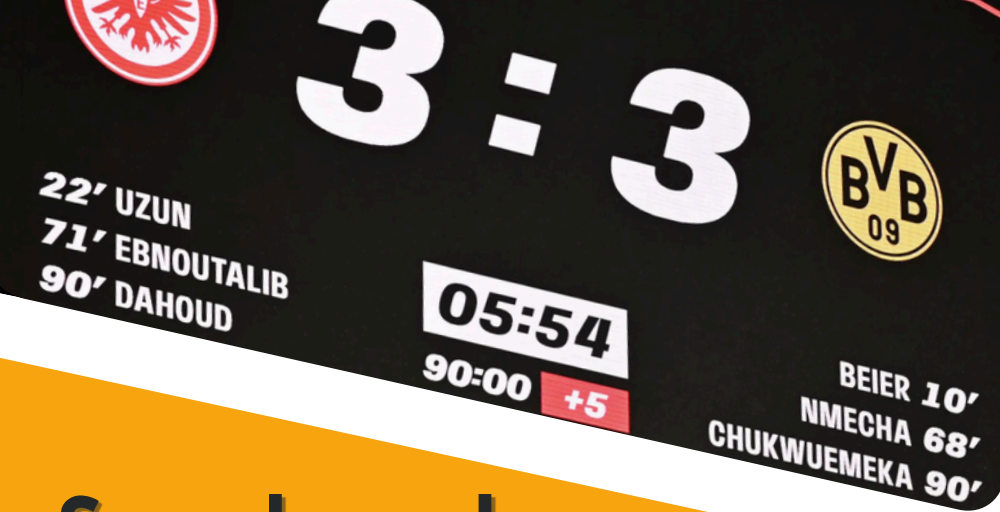 3:3
BVB
09
22' UZUN
71' EBNOUTALIB
90' DAHOUD
05:54
90:00 +5
BEIER 10'
NMECHA 68'
CHUKWUEMEKA 90'